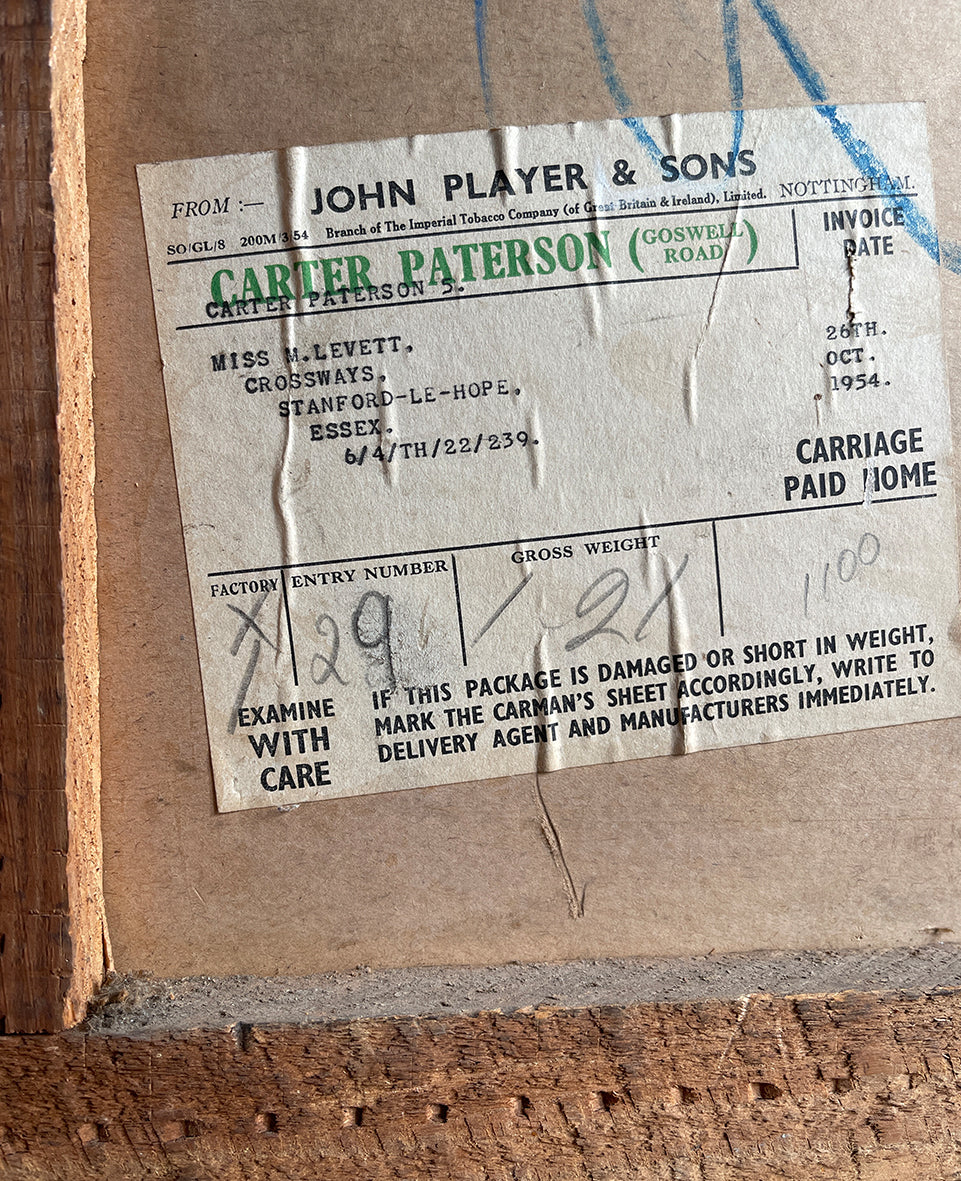 FROM :— JOHN PLAYER & SONS NOTTINGHAM.
SO/GL/8 200M/3/54 Branch of The Imperial Tobacco Company (of Great Britain & Ireland), Limited.
CARTER PATERSON (GOSWELL ROAD)
CARTER PATERSON 5.
INVOICE
DATE
26TH.
OCT.
1954.
MISS M.LEVETT,
CROSSWAYS,
STANFORD-LE-HOPE,
ESSEX.
6/4/TH/22/239.
CARRIAGE
PAID HOME
FACTORY ENTRY NUMBER GROSS WEIGHT
29 21 1100
EXAMINE
WITH
CARE
IF THIS PACKAGE IS DAMAGED OR SHORT IN WEIGHT,
MARK THE CARMAN'S SHEET ACCORDINGLY, WRITE TO
DELIVERY AGENT AND MANUFACTURERS IMMEDIATELY.